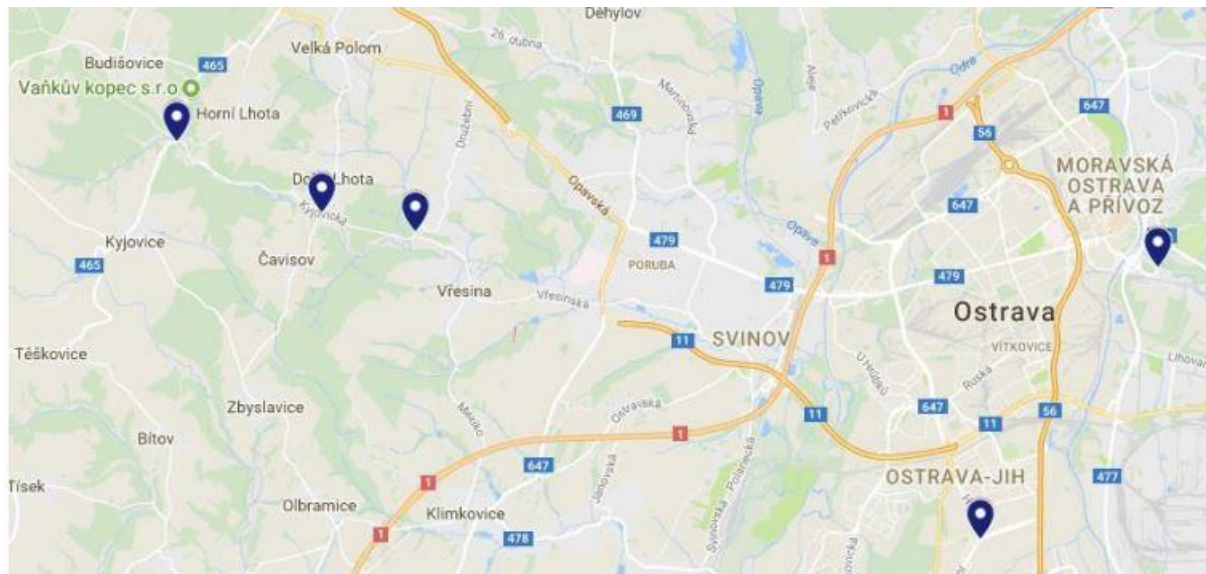 Děhylov
26. dubna
Velká Polom
Budišovice
465
Vaňkův kopec s.r.o
Horní Lhota
Družební
469
Martinovská
Opava
Aleje
Petřkovická
Odra
1
647
56
MORAVSKÁ
OSTRAVA
A PŘÍVOZ
Opavská
Lhota
Kyjovická
647
Kyjovice
465
Čavisov
479
PORUBA
Opava
1
479
479
Vřesina
Vřesinská
Ostrava
11
SVINOV
VÍTKOVICE
Těškovice
U Hrůbků
Ruská
Zbyslavice
Mexiko
Ostravská
11
647
11
56
Bítov
1
647
Janovská
Svinovská - Polanecká
OSTRAVA-JIH
477
Tísek
1
Olbramice
Klimkovice
478
1